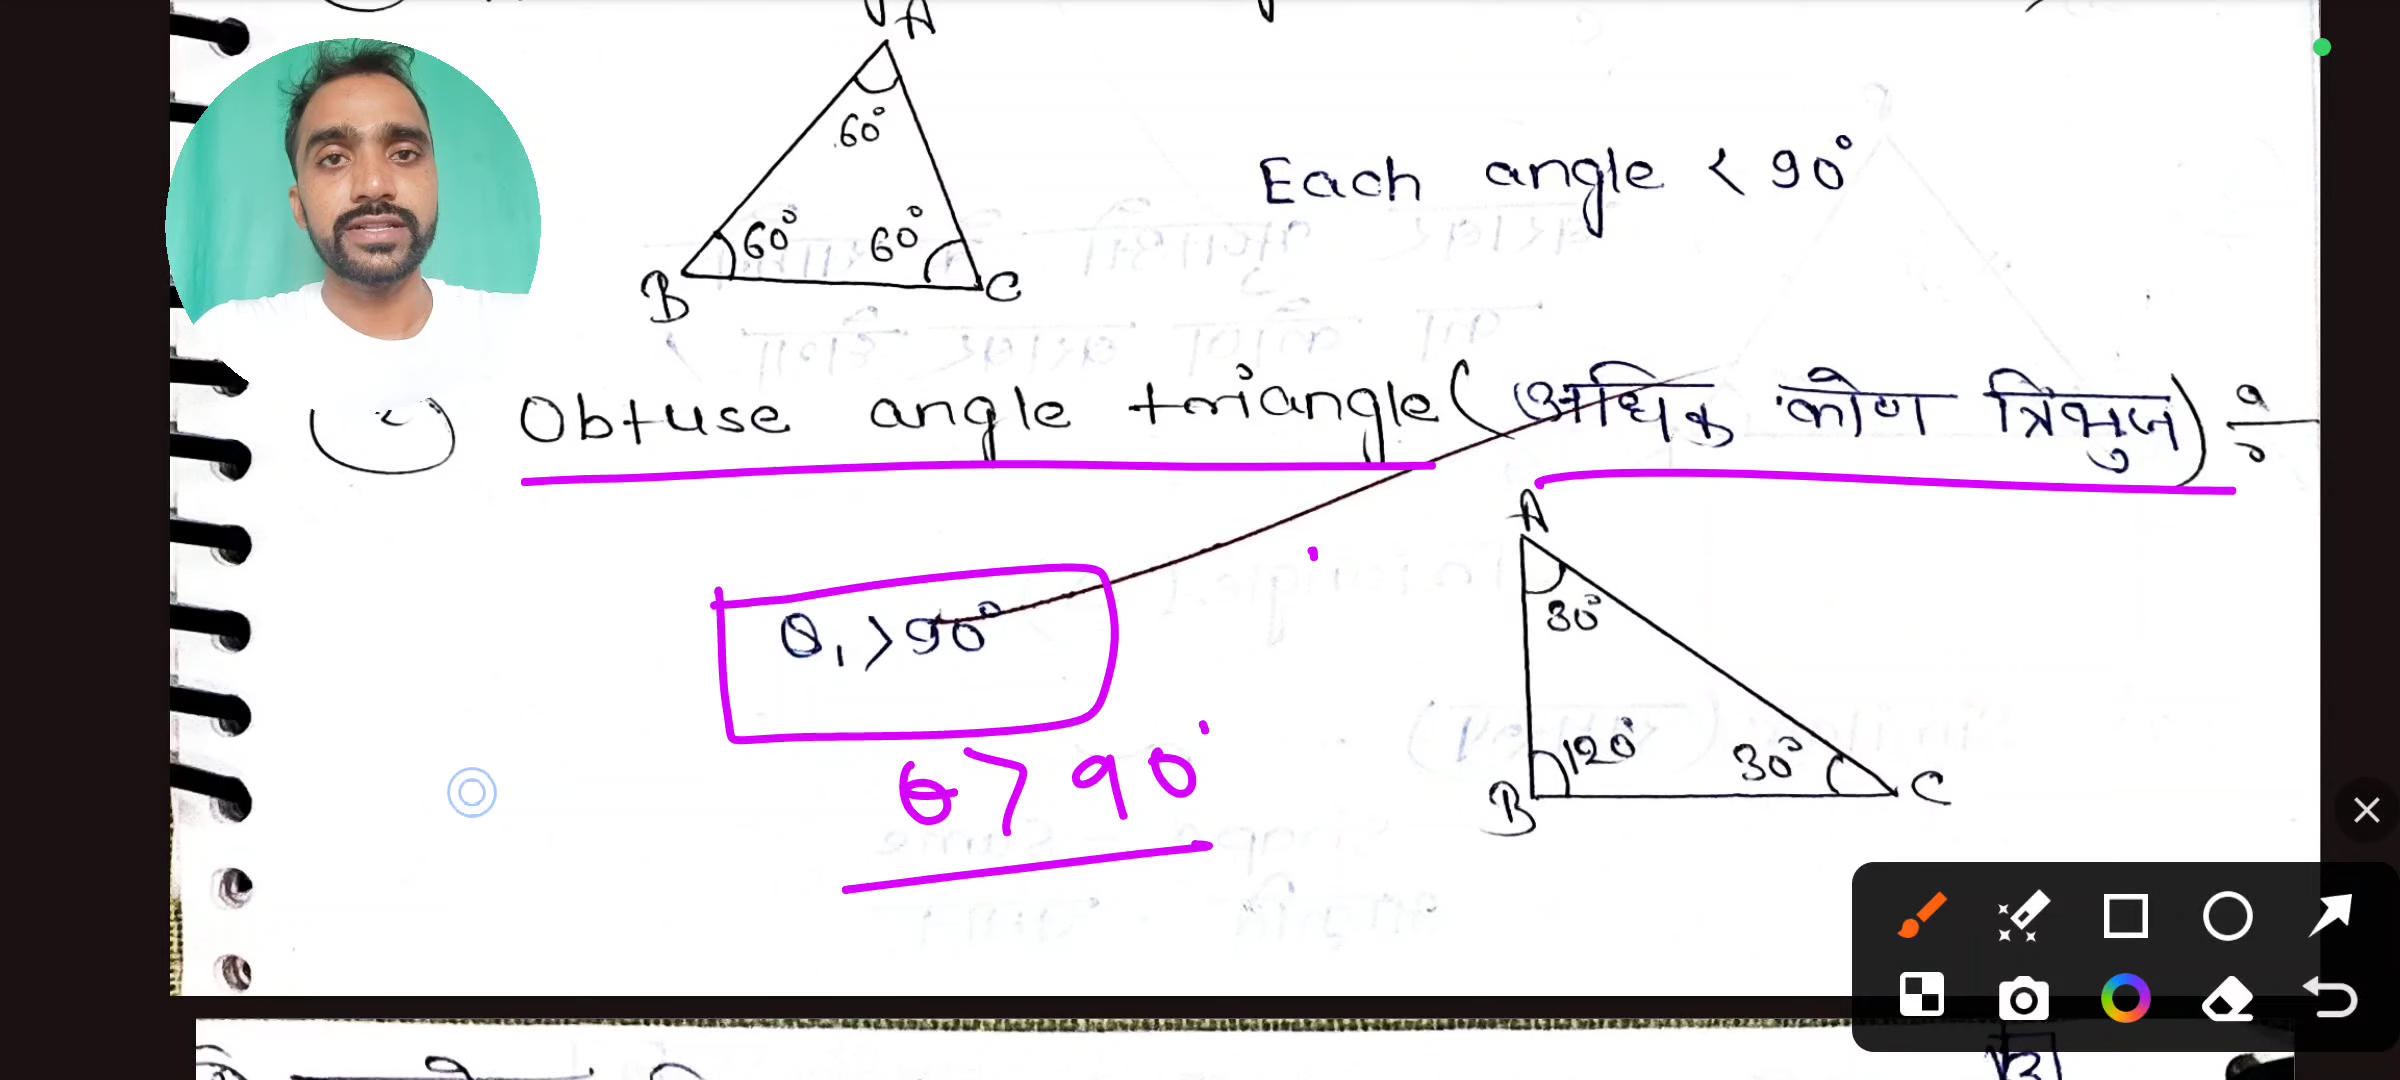 A
60°
60° 60°
B C
Each angle < 90°
Obtuse angle triangle (अधिक कोण त्रिभुज)
θ₁ > 90°
θ > 90°
A
30°
120° 30°
B C